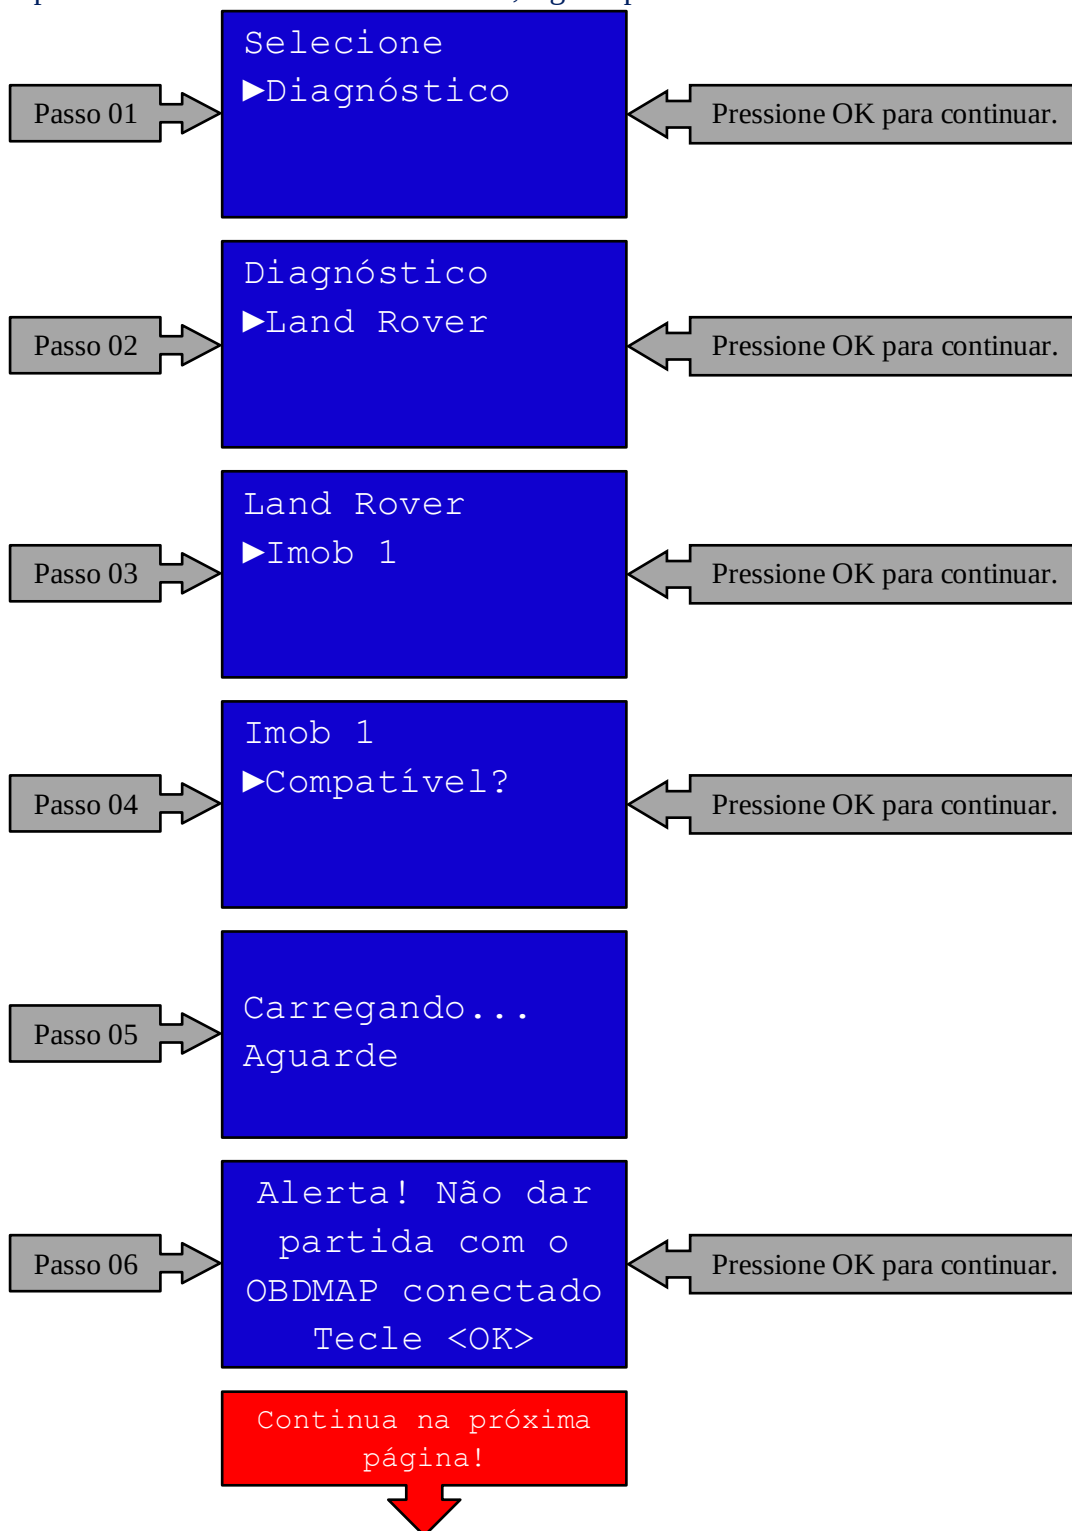 Selecione
Passo 01
►Diagnóstico
Pressione OK para continuar.
Diagnóstico
Passo 02
►Land Rover
Pressione OK para continuar.
Land Rover
Passo 03
►Imob 1
Pressione OK para continuar.
Imob 1
Passo 04
►Compatível?
Pressione OK para continuar.
Passo 05
Carregando...
Aguarde
Passo 06
Alerta! Não dar
partida com o
OBDMAP conectado
Tecle <OK>
Pressione OK para continuar.
Continua na próxima
página!